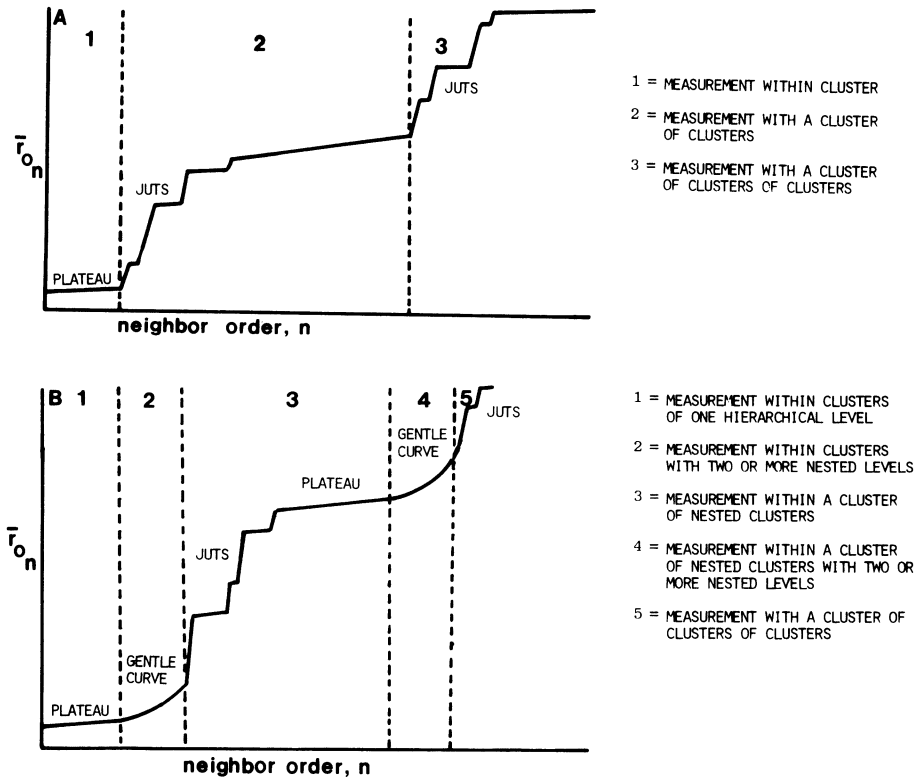 A
1
2
3
JUTS
JUTS
PLATEAU
r̄₀ₙ
neighbor order, n
1 = MEASUREMENT WITHIN CLUSTER
2 = MEASUREMENT WITH A CLUSTER
OF CLUSTERS
3 = MEASUREMENT WITH A CLUSTER
OF CLUSTERS OF CLUSTERS
B 1
2
3
4
5
JUTS
GENTLE
CURVE
PLATEAU
JUTS
GENTLE
CURVE
PLATEAU
r̄₀ₙ
neighbor order, n
1 = MEASUREMENT WITHIN CLUSTERS
OF ONE HIERARCHICAL LEVEL
2 = MEASUREMENT WITHIN CLUSTERS
WITH TWO OR MORE NESTED LEVELS
3 = MEASUREMENT WITHIN A CLUSTER
OF NESTED CLUSTERS
4 = MEASUREMENT WITHIN A CLUSTER
OF NESTED CLUSTERS WITH TWO OR
MORE NESTED LEVELS
5 = MEASUREMENT WITH A CLUSTER OF
CLUSTERS OF CLUSTERS